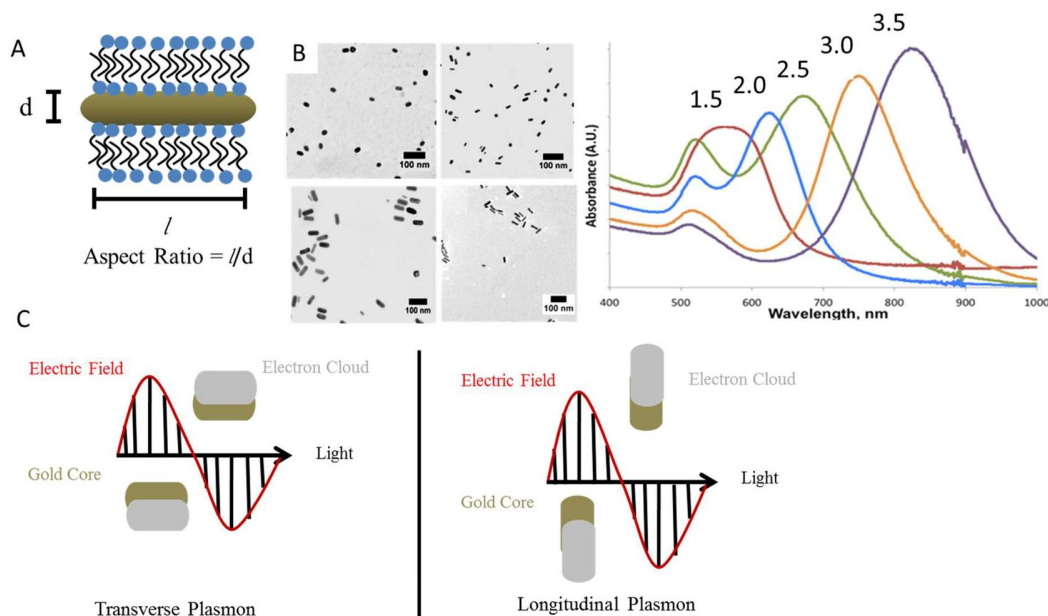 A
d
l
Aspect Ratio = l/d
B
100 nm
100 nm
100 nm
100 nm
1.5
2.0
2.5
3.0
3.5
Absorbance (A.U.)
400 500 600 700 800 900 1000
Wavelength, nm
C
Electric Field
Electron Cloud
Light
Gold Core
Transverse Plasmon
Electric Field
Electron Cloud
Light
Gold Core
Longitudinal Plasmon